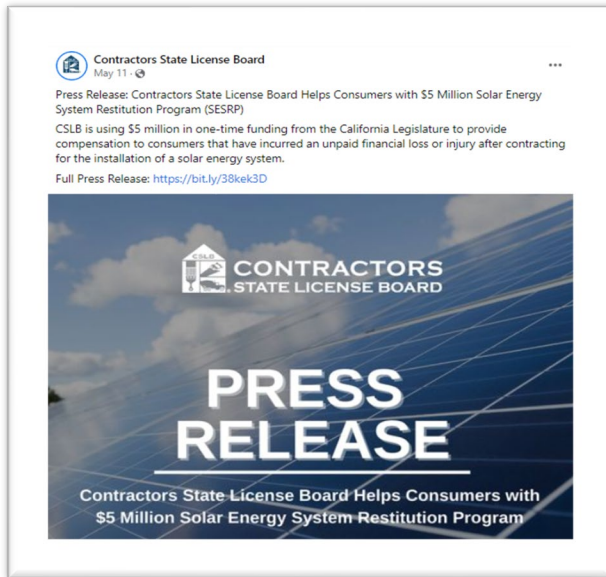 Contractors State License Board
May 11 ·
Press Release: Contractors State License Board Helps Consumers with $5 Million Solar Energy
System Restitution Program (SESRP)
CSLB is using $5 million in one-time funding from the California Legislature to provide
compensation to consumers that have incurred an unpaid financial loss or injury after contracting
for the installation of a solar energy system.
Full Press Release: https://bit.ly/38kek3D
CSLB
CONTRACTORS
STATE LICENSE BOARD
PRESS
RELEASE
Contractors State License Board Helps Consumers with
$5 Million Solar Energy System Restitution Program